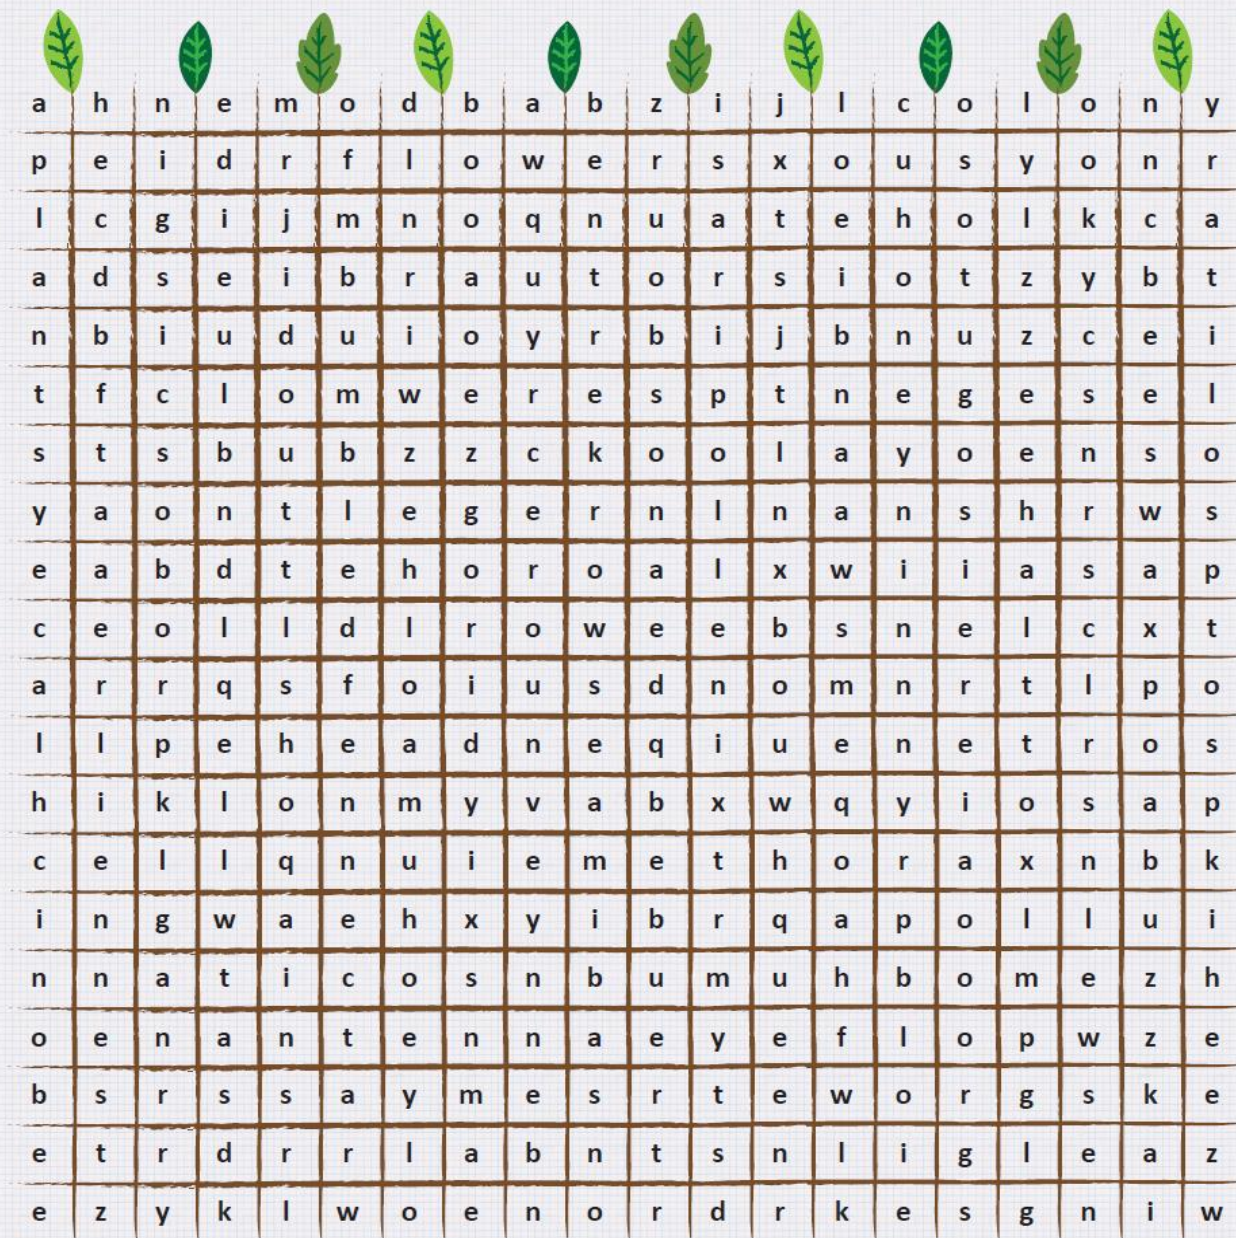 a h n e m o d b a b z i j l c o l o n y
p e i d r f l o w e r s x o u s y o n r
l c g i j m n o q n u a t e h o l k c a
a d s e i b r a u t o r s i o t z y b t
n b i u d u i o y r b i j b n u z c e i
t f c l o m w e r e s p t n e g e s e l
s t s b u b z z c k o o l a y o e n s o
y a o n t l e g e r n l n a n s h r w s
e a b d t e h o r o a l x w i i a s a p
c e o l l d l r o w e e b s n e l c x t
a r r q s f o i u s d n o m n r t l p o
l l p e h e a d n e q i u e n e t r o s
h i k l o n m y v a b x w q y i o s a p
c e l l q n u i e m e t h o r a x n b k
i n g w a e h x y i b r q a p o l l u i
n n a t i c o s n b u m u h b o m e z h
o e n a n t e n n a e y e f l o p w z e
b s r s s a y m e s r t e w o r g s k e
e t r d r r l a b n t s n l i g l e a z
e z y k l w o e n o r d r k e s g n i w